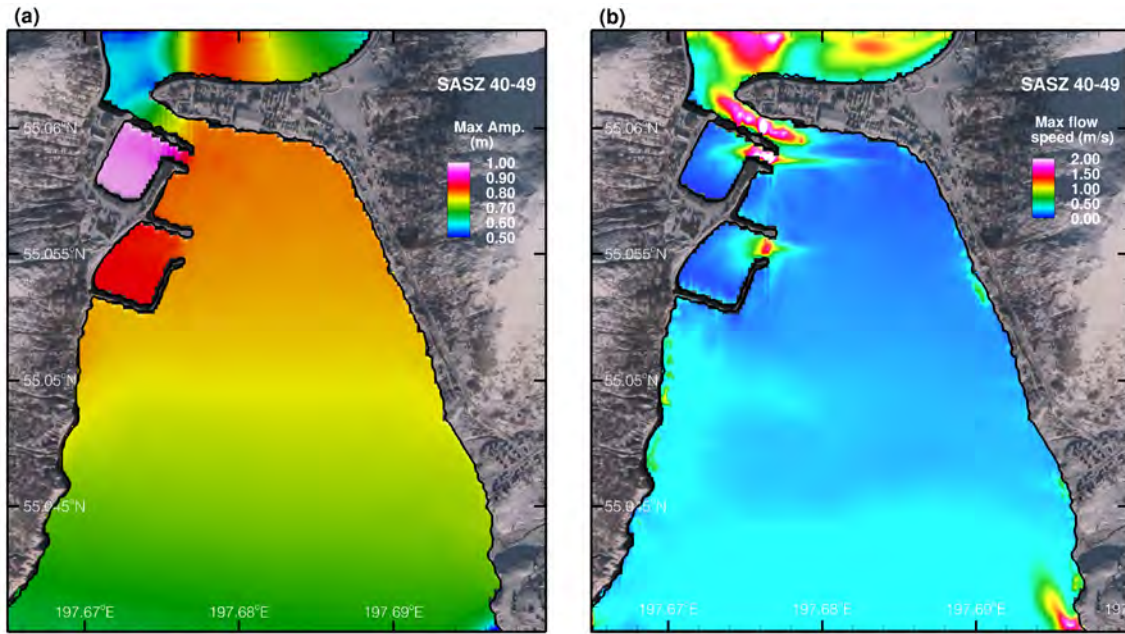 (a)
SASZ 40-49
55.06°N
Max Amp.
(m)
1.00
0.90
0.80
0.70
0.60
0.50
55.055°N
55.05°N
55.045°N
197.67°E
197.68°E
197.69°E
(b)
SASZ 40-49
55.06°N
Max flow
speed (m/s)
2.00
1.50
1.00
0.50
0.00
55.055°N
55.05°N
197.67°E
197.68°E